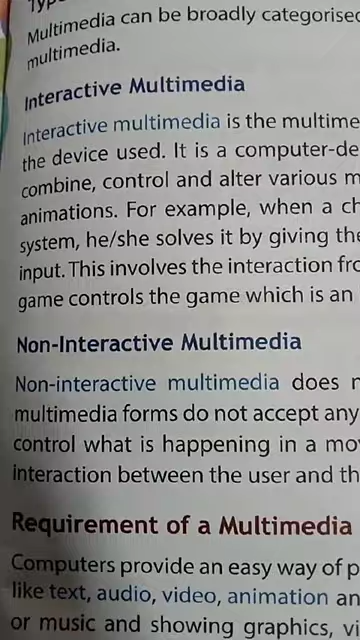 Multimedia can be broadly categorised
multimedia.
Interactive Multimedia
Interactive multimedia is the multime
the device used. It is a computer-de
combine, control and alter various m
animations. For example, when a ch
system, he/she solves it by giving the
input. This involves the interaction fro
game controls the game which is an
Non-Interactive Multimedia
Non-interactive multimedia does n
multimedia forms do not accept any
control what is happening in a mov
interaction between the user and th
Requirement of a Multimedia
Computers provide an easy way of p
like text, audio, video, animation an
or music and showing graphics, vi